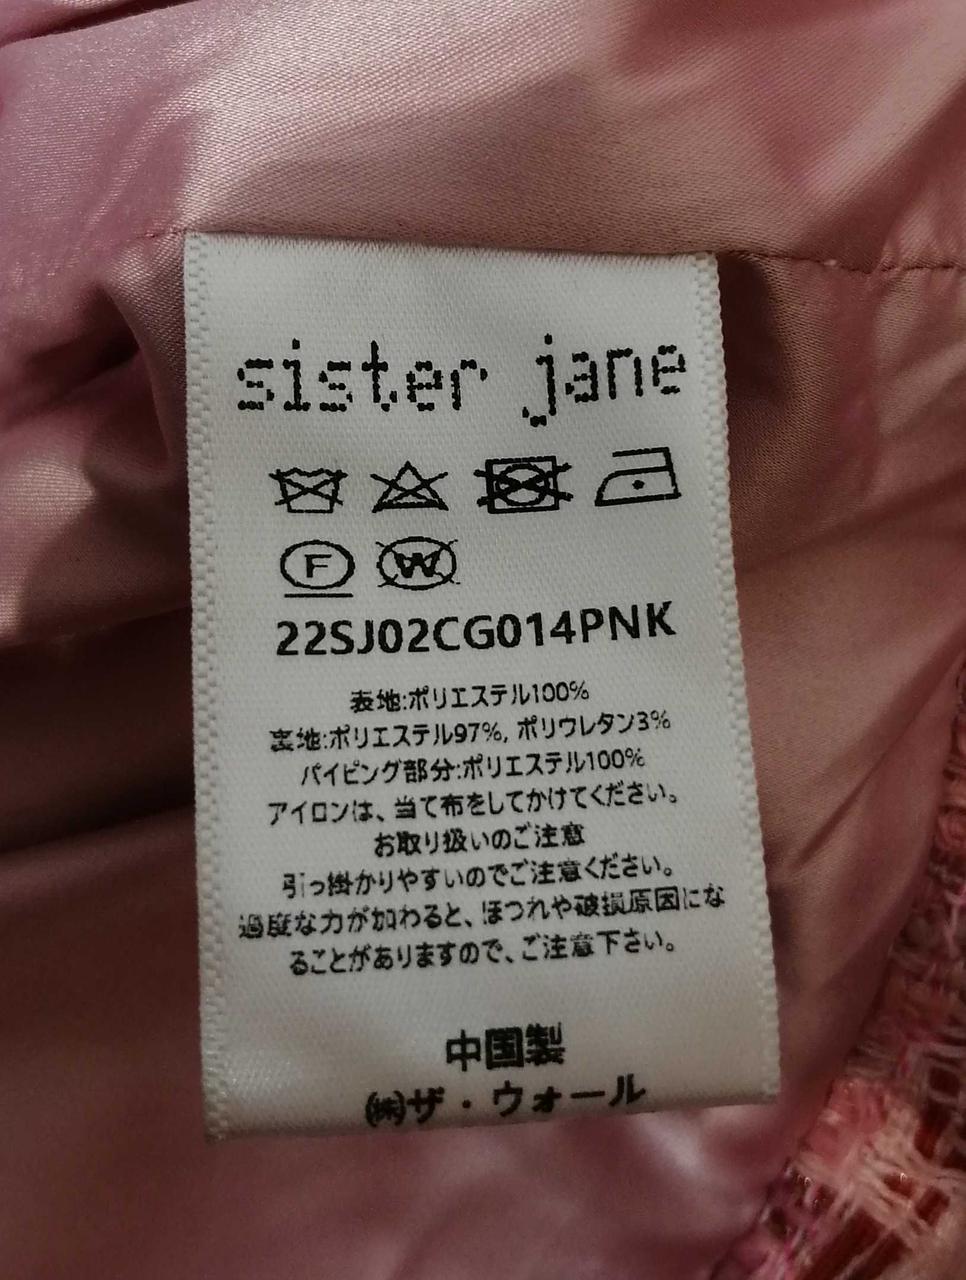 sister jane
F W
22SJ02CG014PNK
表地:ポリエステル100%
裏地:ポリエステル97%, ポリウレタン3%
パイピング部分:ポリエステル100%
アイロンは、当て布をしてかけてください。
お取り扱いのご注意
引っ掛かりやすいのでご注意ください。
過度な力が加わると、ほつれや破損原因にな
ることがありますので、ご注意下さい。
中国製
㈱ザ・ウォール